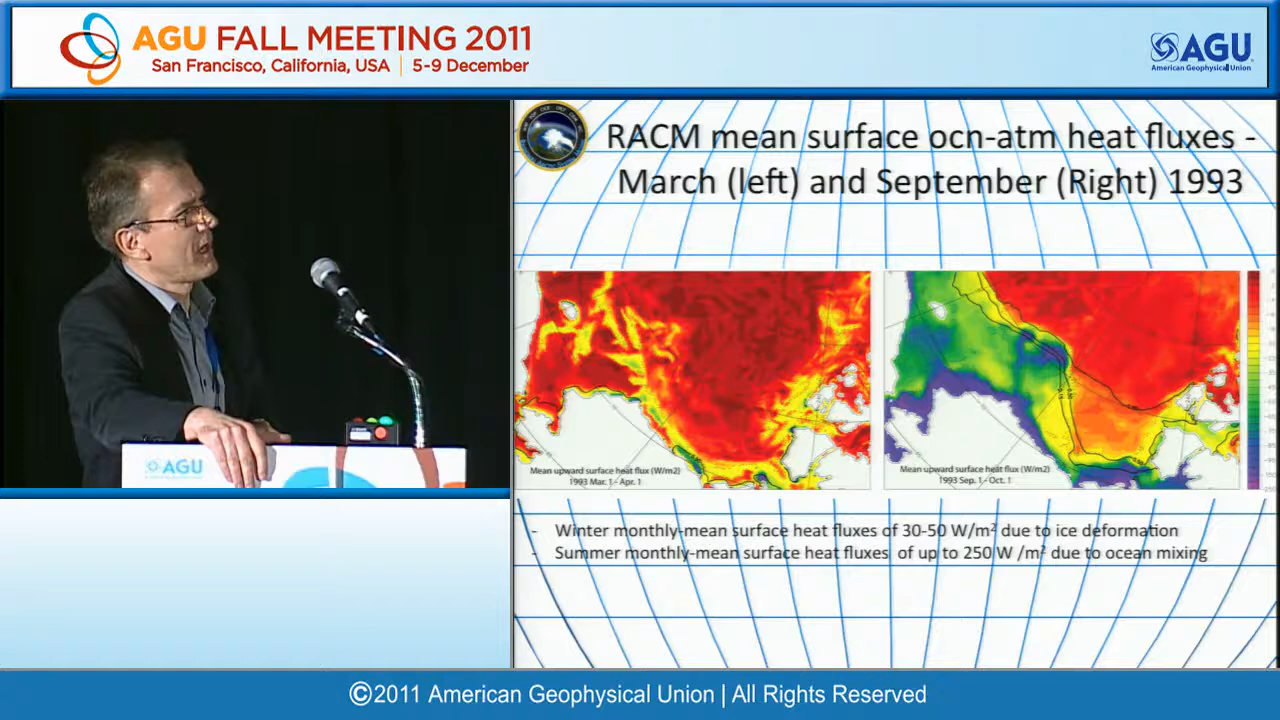 AGU FALL MEETING 2011
San Francisco, California, USA | 5-9 December
AGU
American Geophysical Union
RACM mean surface ocn-atm heat fluxes -
March (left) and September (Right) 1993
Mean upward surface heat flux (W/m2)
1993 Mar. 1 - Apr. 1
Mean upward surface heat flux (W/m2)
1993 Sep. 1 - Oct. 1
AGU
- Winter monthly-mean surface heat fluxes of 30-50 W/m² due to ice deformation
- Summer monthly-mean surface heat fluxes of up to 250 W /m² due to ocean mixing
©2011 American Geophysical Union | All Rights Reserved